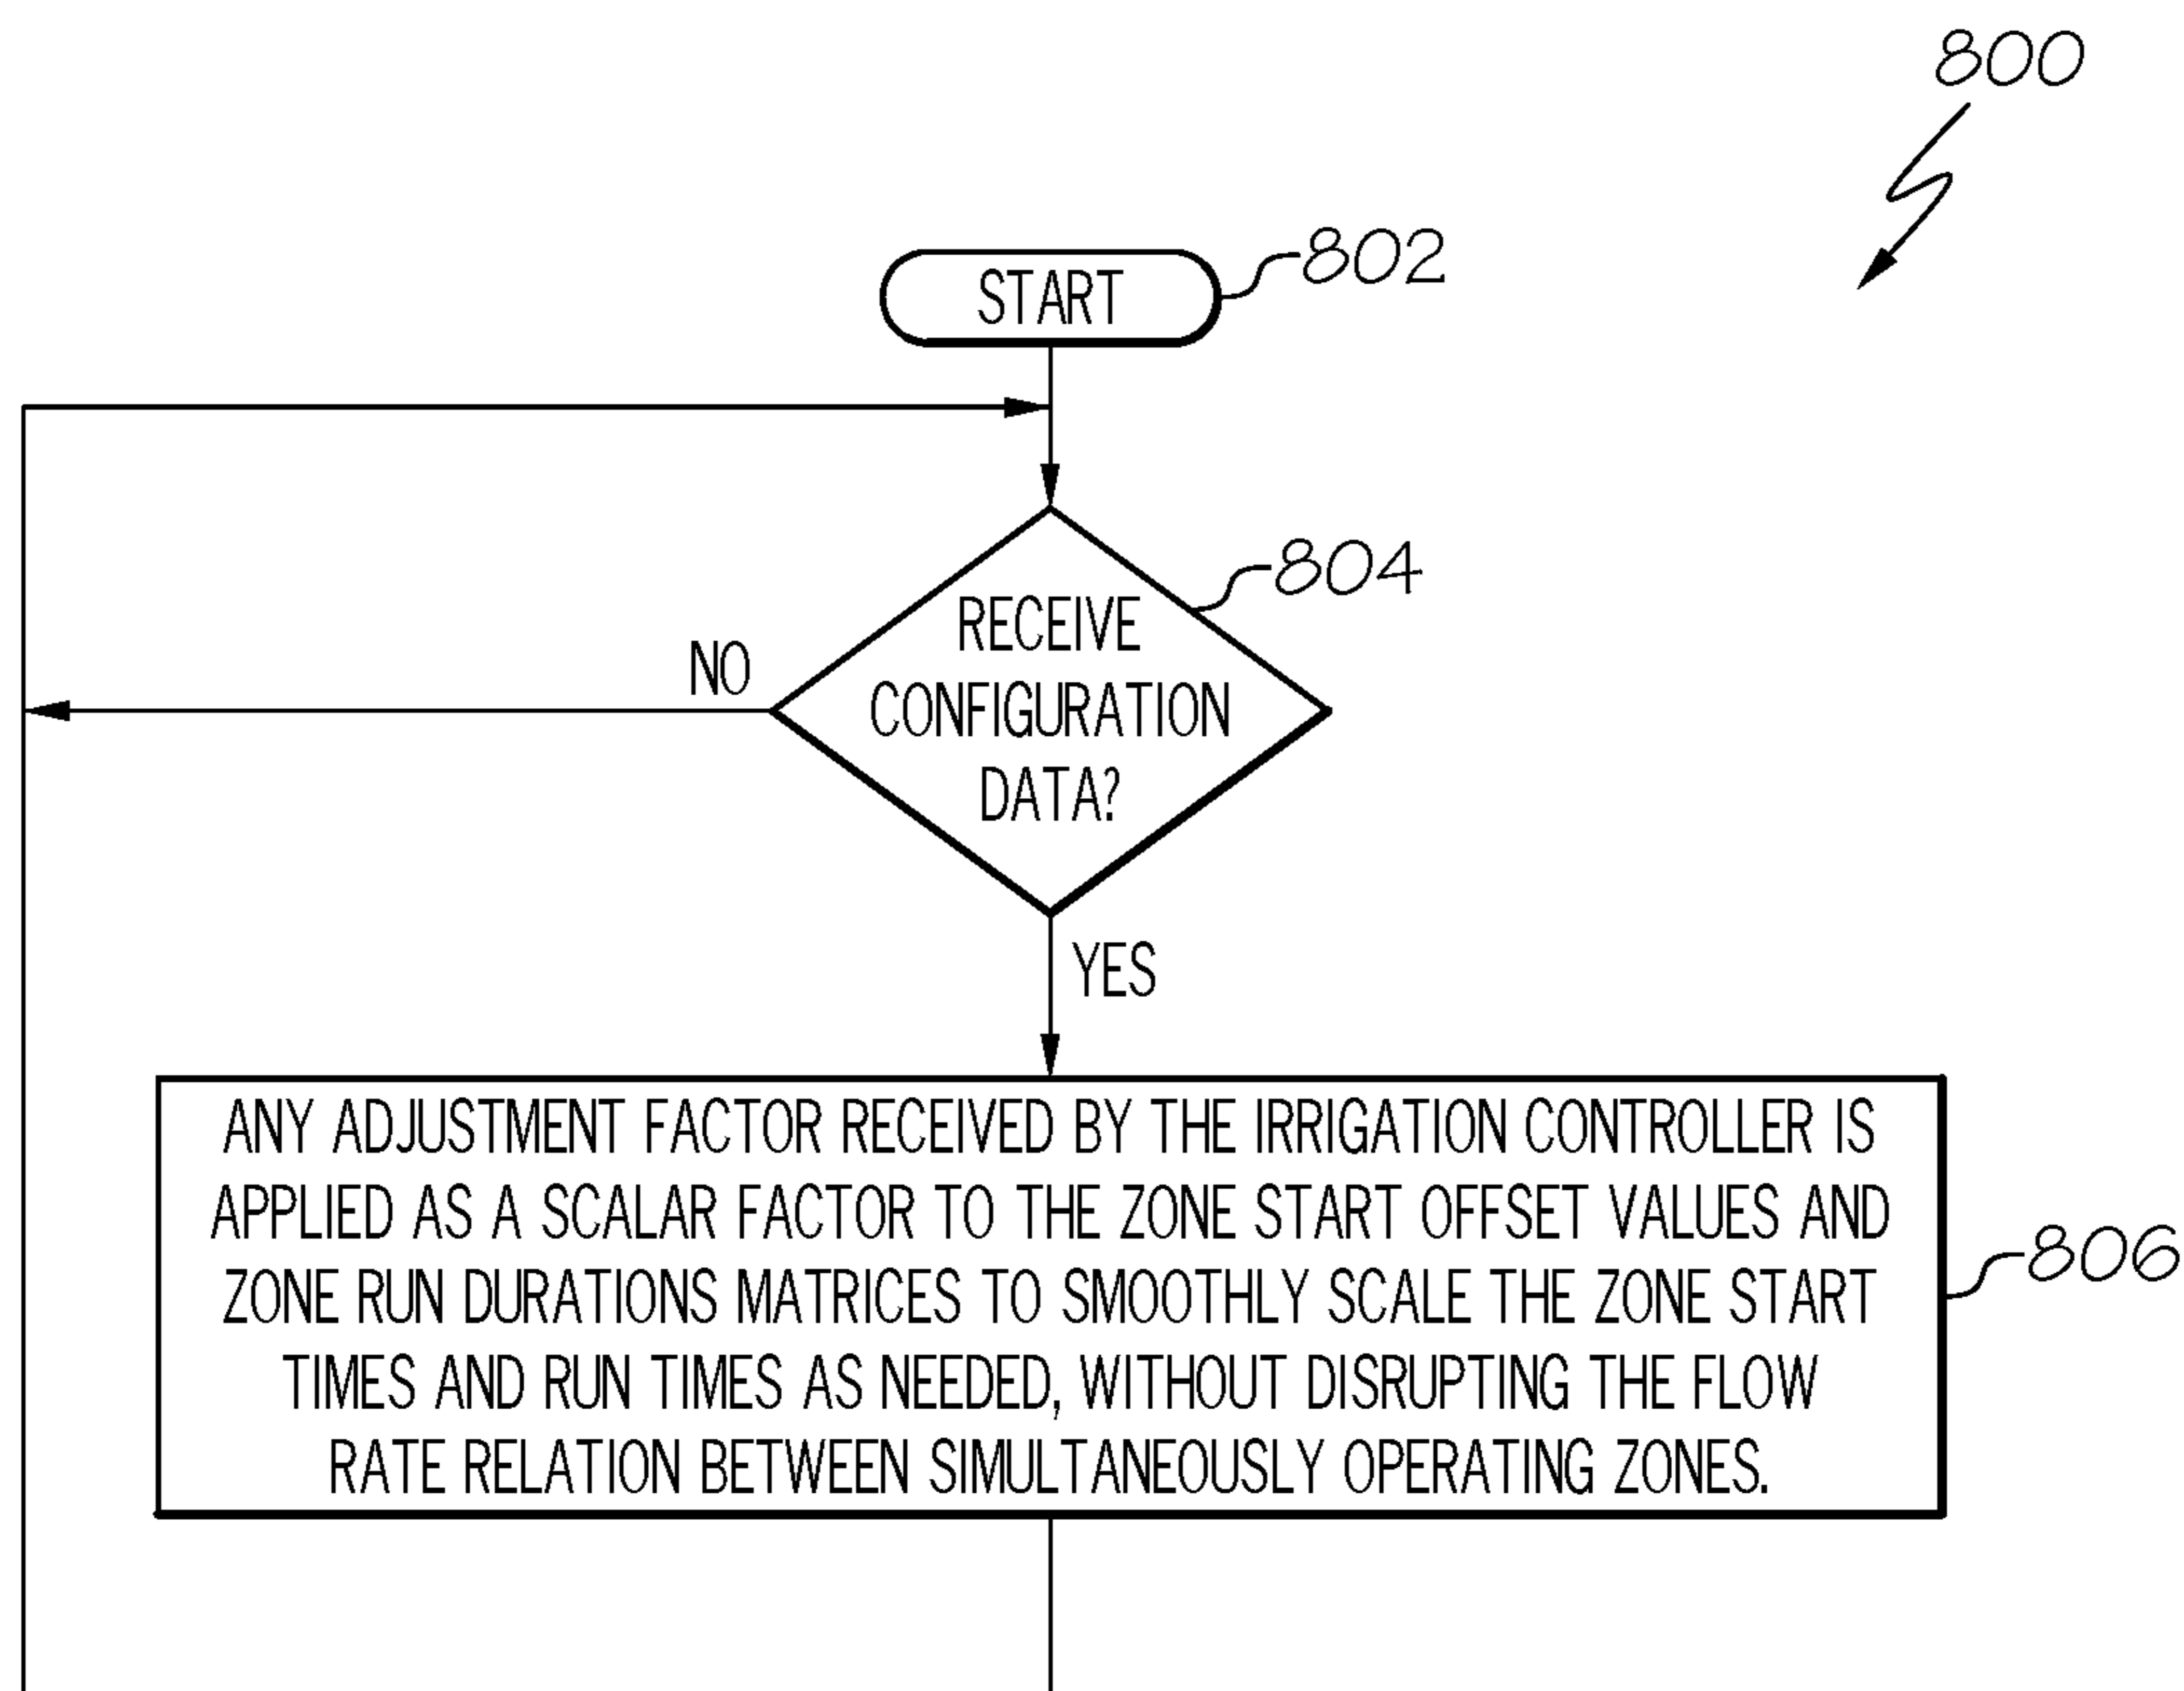 800
START
802
RECEIVE
CONFIGURATION
DATA?
804
NO
YES
ANY ADJUSTMENT FACTOR RECEIVED BY THE IRRIGATION CONTROLLER IS
APPLIED AS A SCALAR FACTOR TO THE ZONE START OFFSET VALUES AND
ZONE RUN DURATIONS MATRICES TO SMOOTHLY SCALE THE ZONE START
TIMES AND RUN TIMES AS NEEDED, WITHOUT DISRUPTING THE FLOW
RATE RELATION BETWEEN SIMULTANEOUSLY OPERATING ZONES.
806